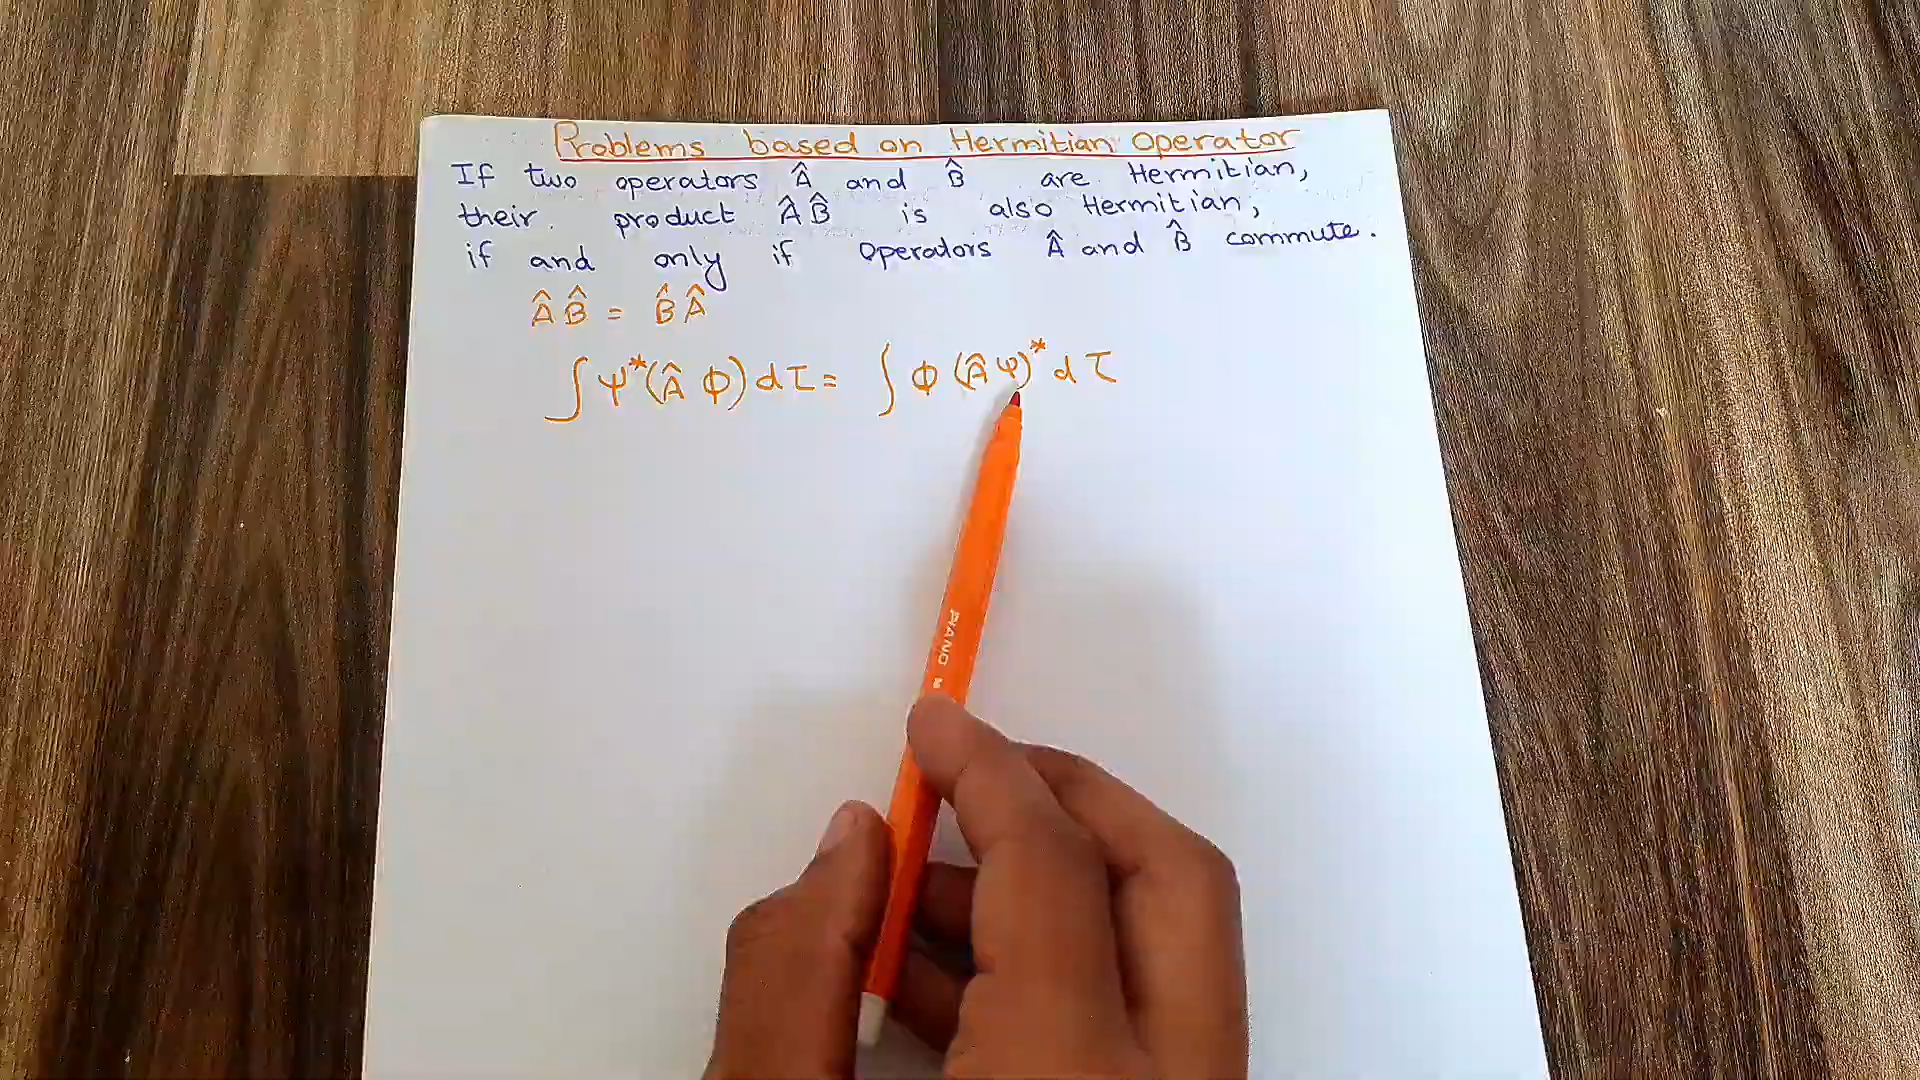 Problems based on Hermitian operator
If two operators Â and B̂ are Hermitian,
their product ÂB̂ is also Hermitian,
if and only if Operators Â and B̂ commute.
ÂB̂ = B̂Â
∫ψ*(Âφ)dτ = ∫φ(Âψ)*dτ
PIANO